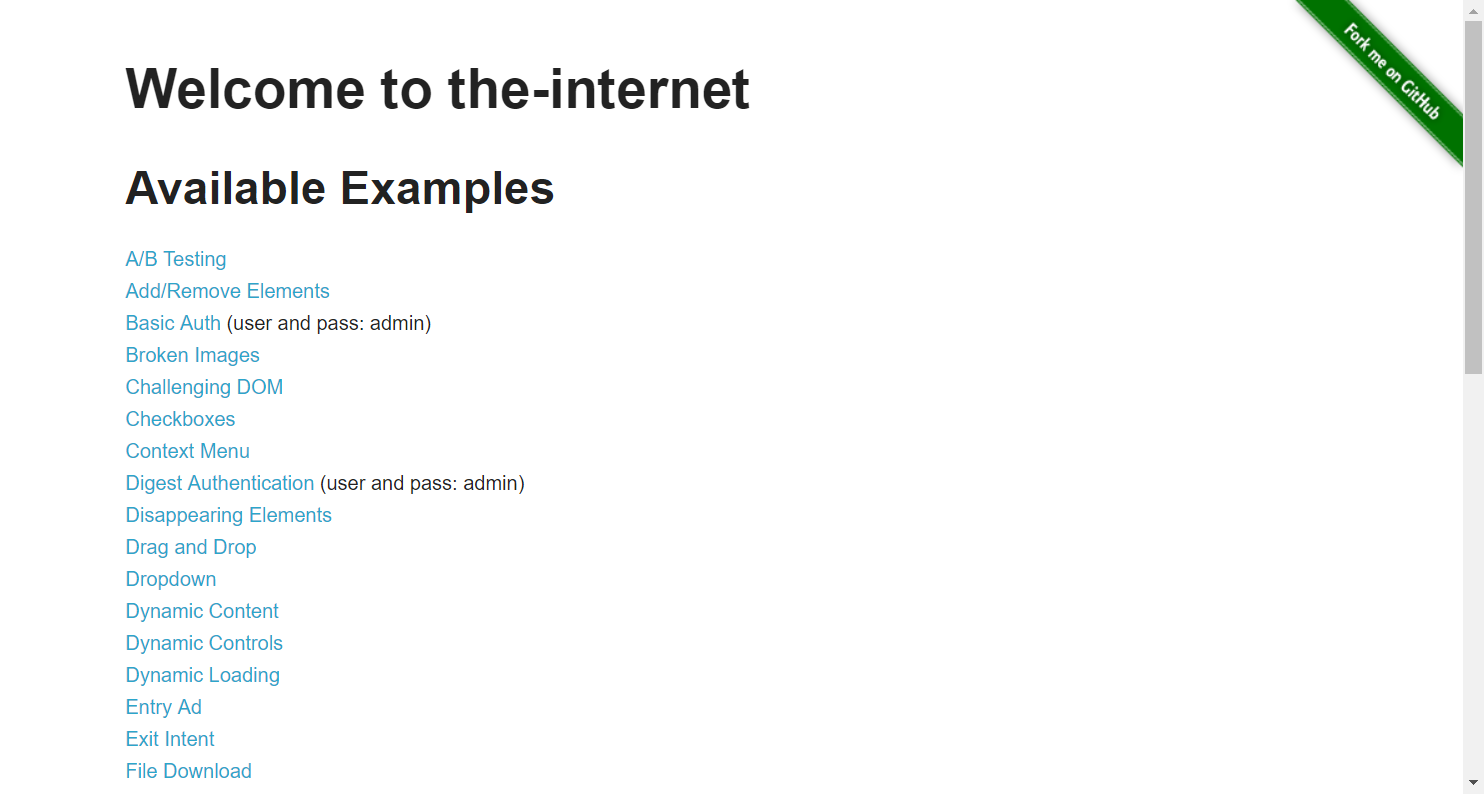 Welcome to the-internet
Fork me on GitHub
Available Examples
A/B Testing
Add/Remove Elements
Basic Auth (user and pass: admin)
Broken Images
Challenging DOM
Checkboxes
Context Menu
Digest Authentication (user and pass: admin)
Disappearing Elements
Drag and Drop
Dropdown
Dynamic Content
Dynamic Controls
Dynamic Loading
Entry Ad
Exit Intent
File Download